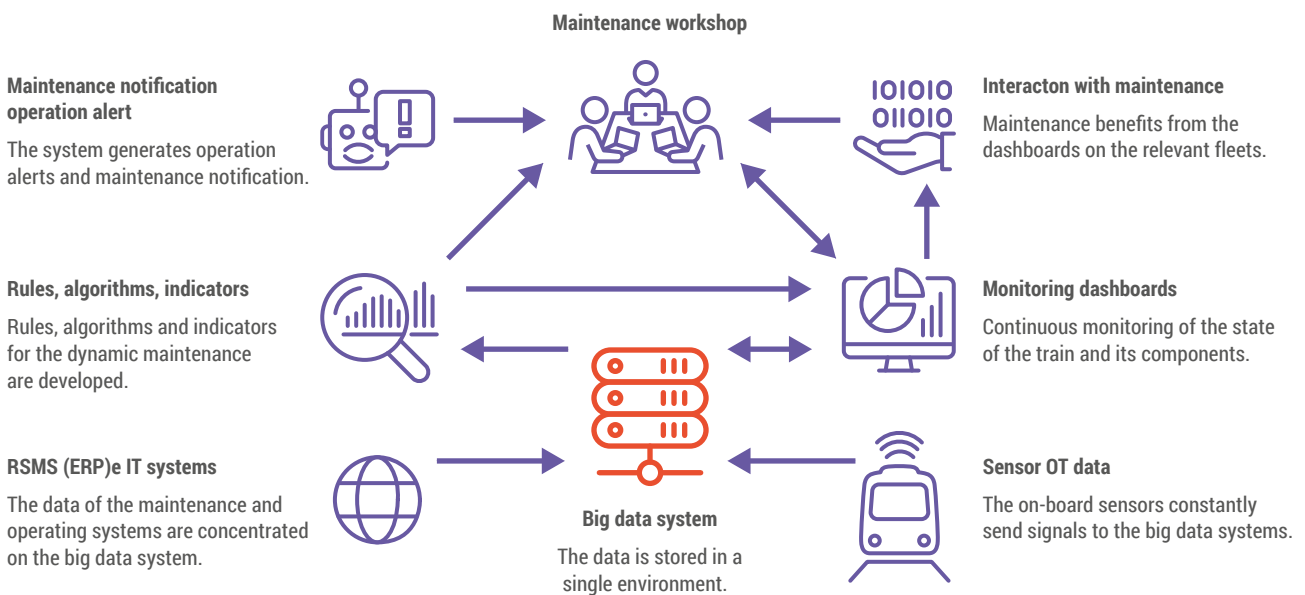 Maintenance workshop
Maintenance notification
operation alert
The system generates operation
alerts and maintenance notification.
IOIOIO
OIIOIO
Interacton with maintenance
Maintenance benefits from the
dashboards on the relevant fleets.
Rules, algorithms, indicators
Rules, algorithms and indicators
for the dynamic maintenance
are developed.
Monitoring dashboards
Continuous monitoring of the state
of the train and its components.
RSMS (ERP)e IT systems
The data of the maintenance and
operating systems are concentrated
on the big data system.
Big data system
The data is stored in a
single environment.
Sensor OT data
The on-board sensors constantly
send signals to the big data systems.